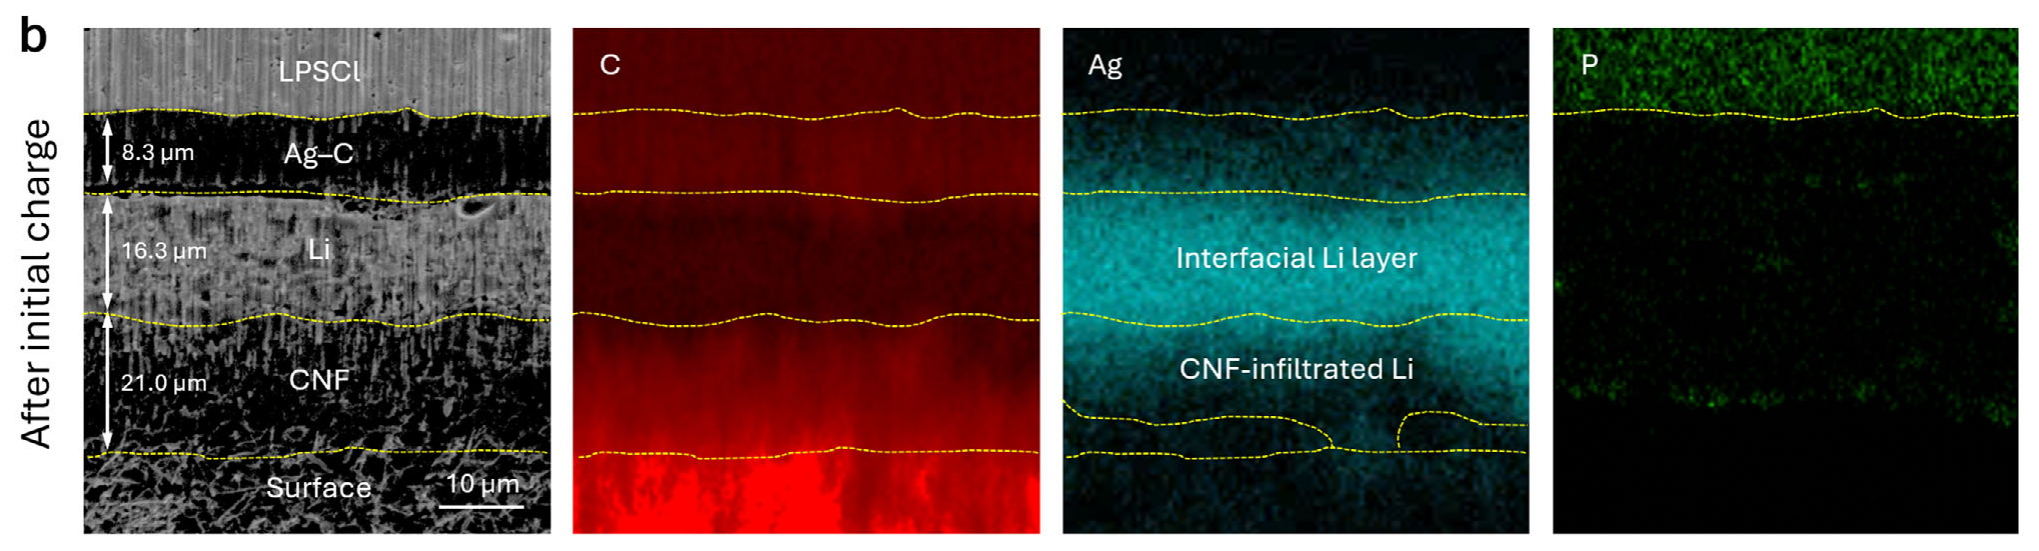 b
After initial charge
LPSCl
8.3 μm
Ag–C
16.3 μm
Li
21.0 μm
CNF
Surface
10 μm
C
Ag
Interfacial Li layer
CNF-infiltrated Li
P